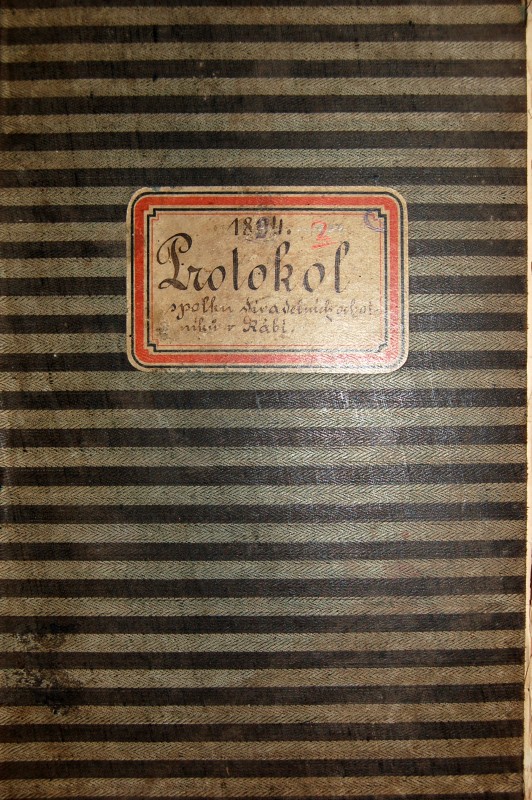 1894. 2
Protokol
spolku divadelních ochot-
níků v Rábí.